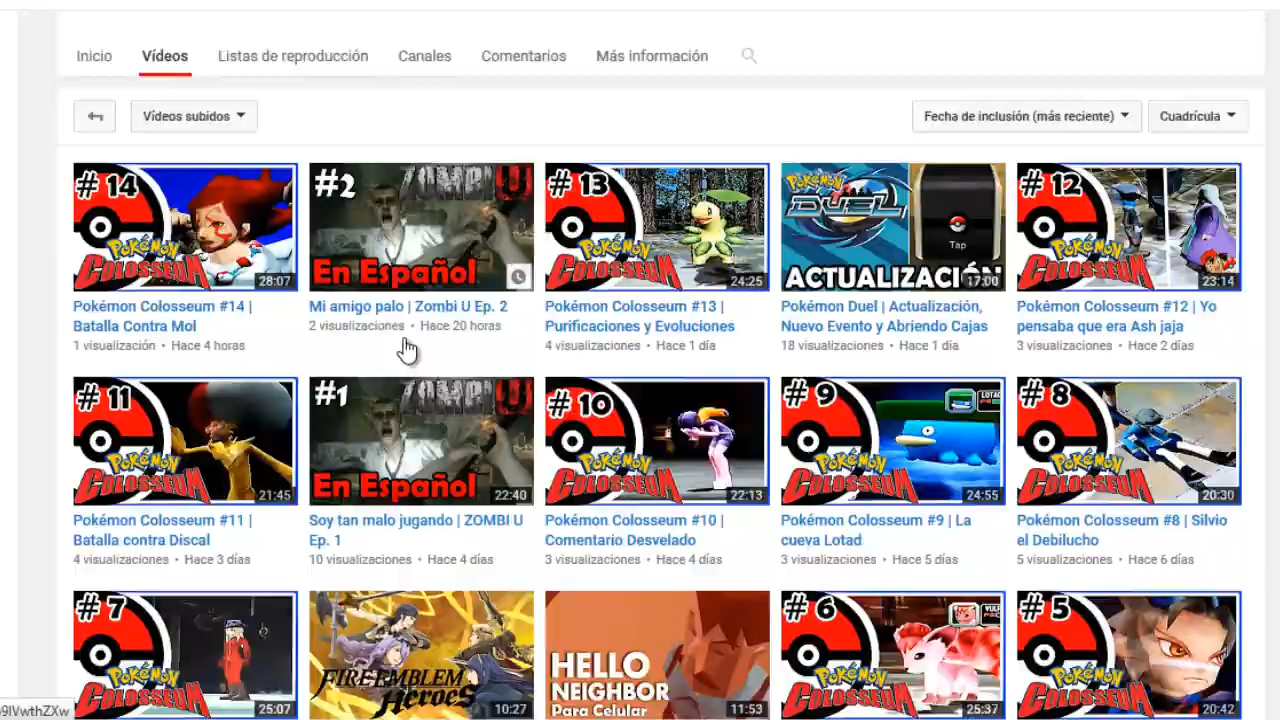 Inicio
Vídeos
Listas de reproducción
Canales
Comentarios
Más información
Vídeos subidos
Fecha de inclusión (más reciente)
Cuadrícula
# 14
POKéMON
COLOSSEUM
28:07
#2
ZOMBI U
En Español
# 13
POKéMON
COLOSSEUM
24:25
POKéMON
DUEL
Tap
ACTUALIZACIÓN
17:00
# 12
POKéMON
COLOSSEUM
23:14
Pokémon Colosseum #14 |
Batalla Contra Mol
1 visualización • Hace 4 horas
Mi amigo palo | Zombi U Ep. 2
2 visualizaciones • Hace 20 horas
Pokémon Colosseum #13 |
Purificaciones y Evoluciones
4 visualizaciones • Hace 1 día
Pokémon Duel | Actualización,
Nuevo Evento y Abriendo Cajas
18 visualizaciones • Hace 1 día
Pokémon Colosseum #12 | Yo
pensaba que era Ash jaja
3 visualizaciones • Hace 2 días
# 11
POKéMON
COLOSSEUM
21:45
#1
ZOMBI U
En Español
22:40
# 10
POKéMON
COLOSSEUM
22:13
# 9
POKéMON
COLOSSEUM
24:55
# 8
POKéMON
COLOSSEUM
20:30
Pokémon Colosseum #11 |
Batalla contra Discal
4 visualizaciones • Hace 3 días
Soy tan malo jugando | ZOMBI U
Ep. 1
10 visualizaciones • Hace 4 días
Pokémon Colosseum #10 |
Comentario Desvelado
3 visualizaciones • Hace 4 días
Pokémon Colosseum #9 | La
cueva Lotad
3 visualizaciones • Hace 5 días
Pokémon Colosseum #8 | Silvio
el Debilucho
5 visualizaciones • Hace 6 días
# 7
POKéMON
COLOSSEUM
25:07
FIRE EMBLEM
Heroes
10:27
HELLO
NEIGHBOR
Para Celular
11:53
# 6
POKéMON
COLOSSEUM
25:37
# 5
POKéMON
COLOSSEUM
20:42